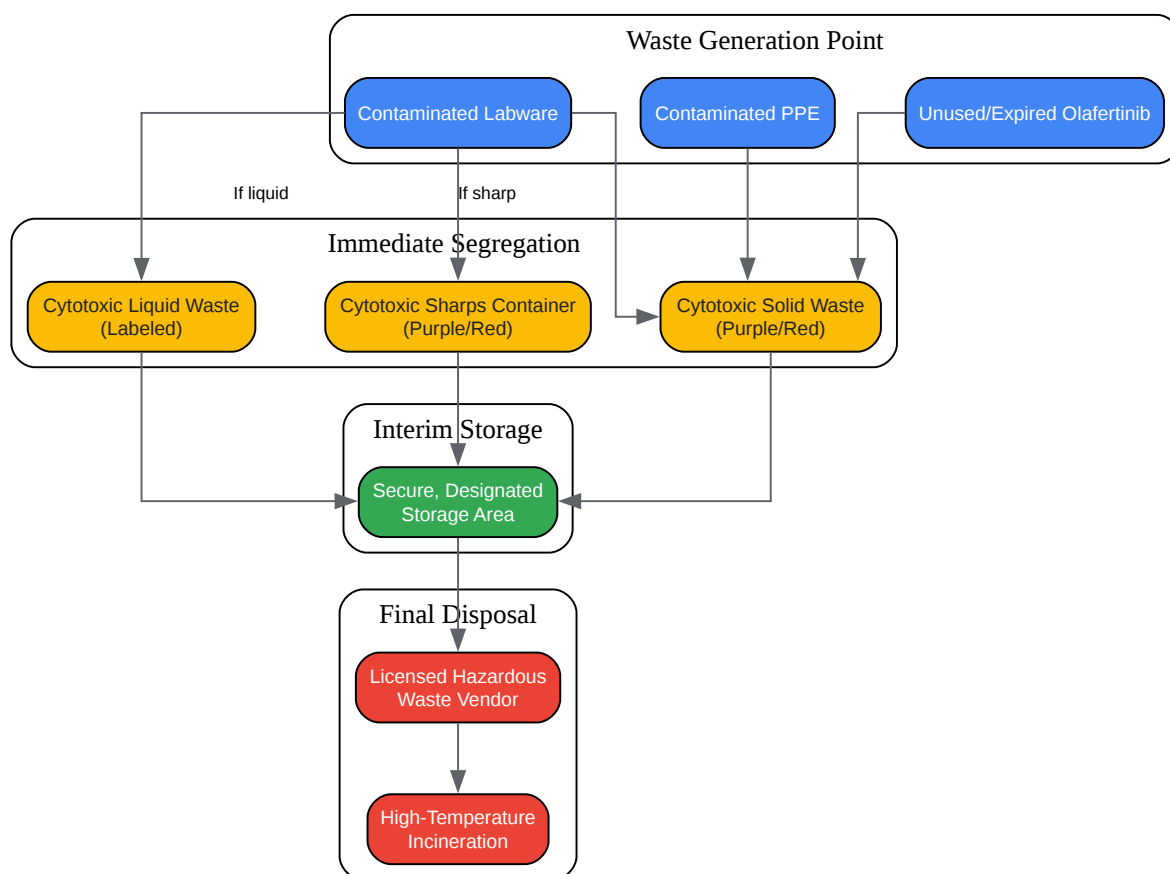 Waste Generation Point
Contaminated Labware
Contaminated PPE
Unused/Expired Olafertinib
If liquid
If sharp
Immediate Segregation
Cytotoxic Liquid Waste
(Labeled)
Cytotoxic Sharps Container
(Purple/Red)
Cytotoxic Solid Waste
(Purple/Red)
Interim Storage
Secure, Designated
Storage Area
Final Disposal
Licensed Hazardous
Waste Vendor
High-Temperature
Incineration